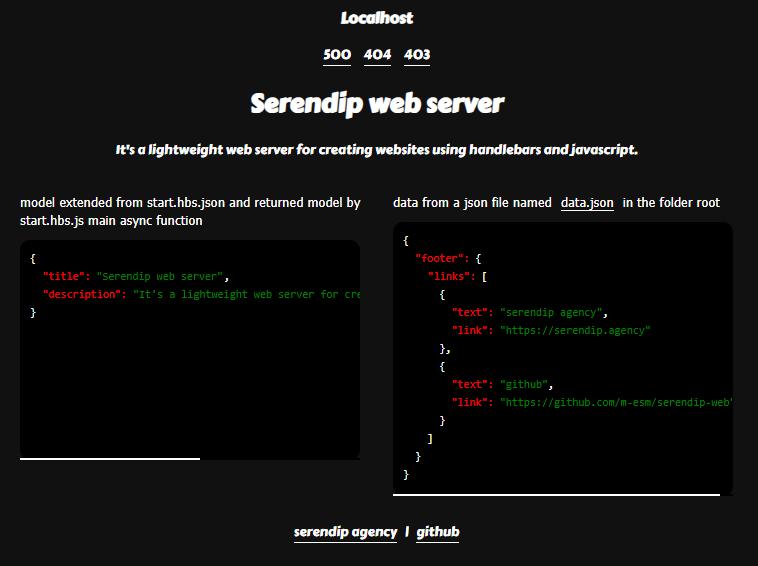 Localhost
500 404 403
Serendip web server
It's a lightweight web server for creating websites using handlebars and javascript.
model extended from start.hbs.json and returned model by
start.hbs.js main async function
{
"title": "Serendip web server",
"description": "It's a lightweight web server for cre
}
data from a json file named data.json in the folder root
{
"footer": {
"links": [
{
"text": "serendip agency",
"link": "https://serendip.agency"
},
{
"text": "github",
"link": "https://github.com/m-esm/serendip-web"
}
]
}
}
serendip agency | github